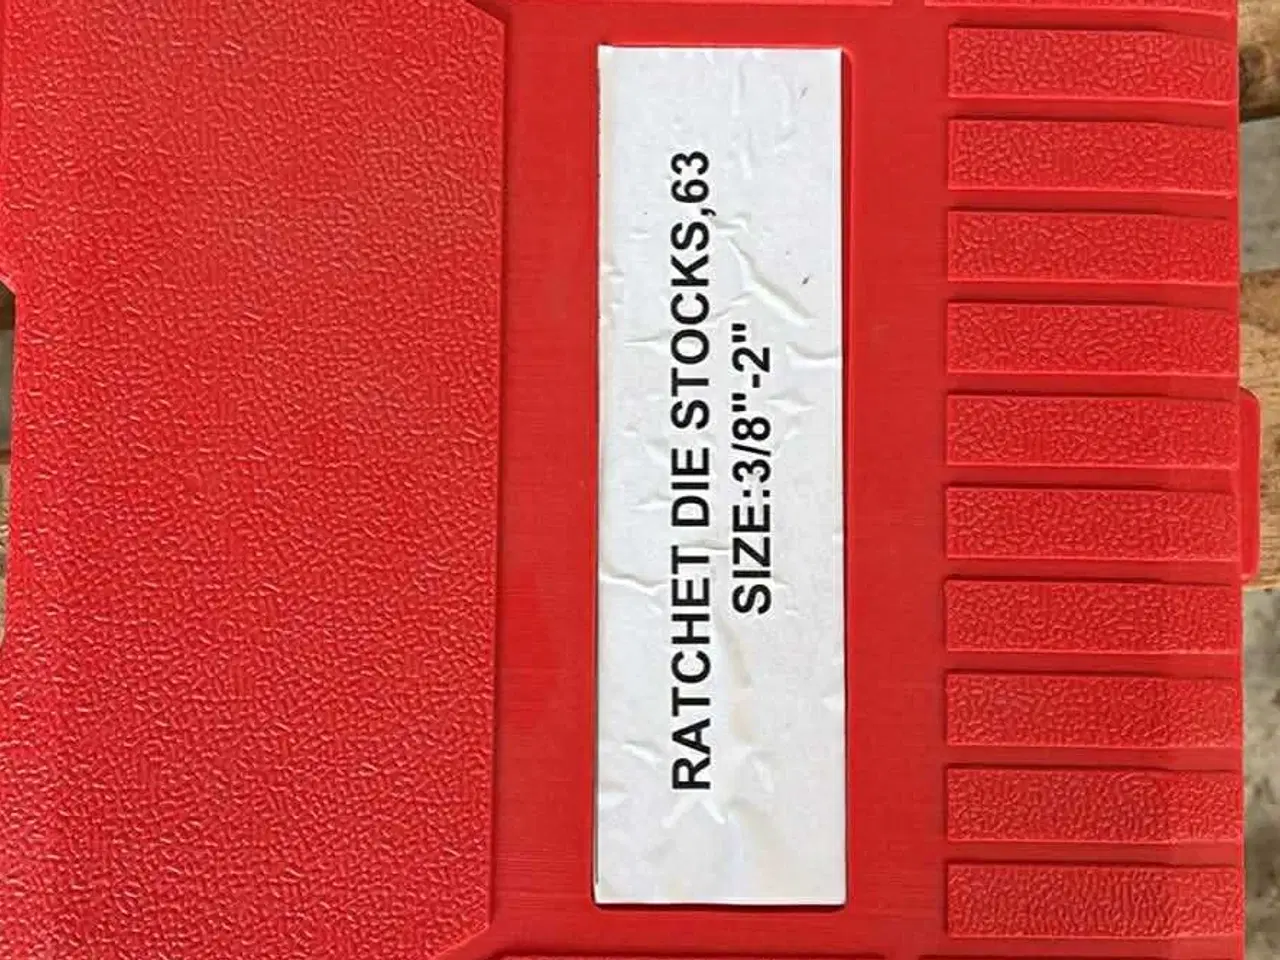 RATCHET DIE STOCKS,63
SIZE:3/8"-2"